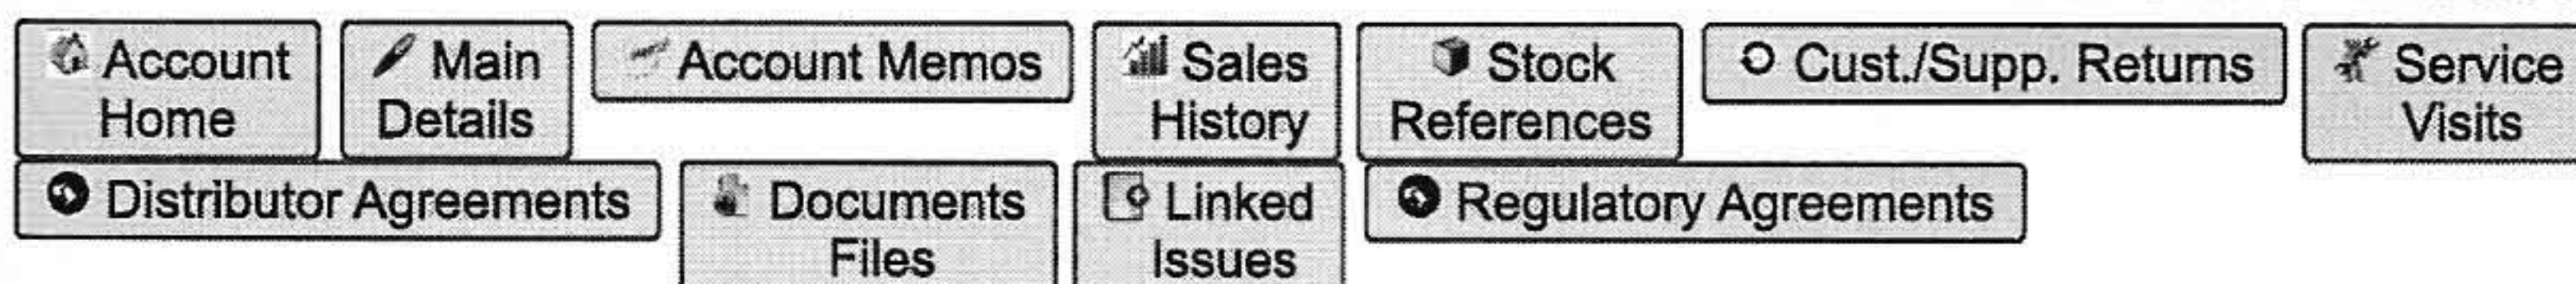 Account Home
Main Details
Account Memos
Sales History
Stock References
Cust./Supp. Returns
Service Visits
Distributor Agreements
Documents Files
Linked Issues
Regulatory Agreements